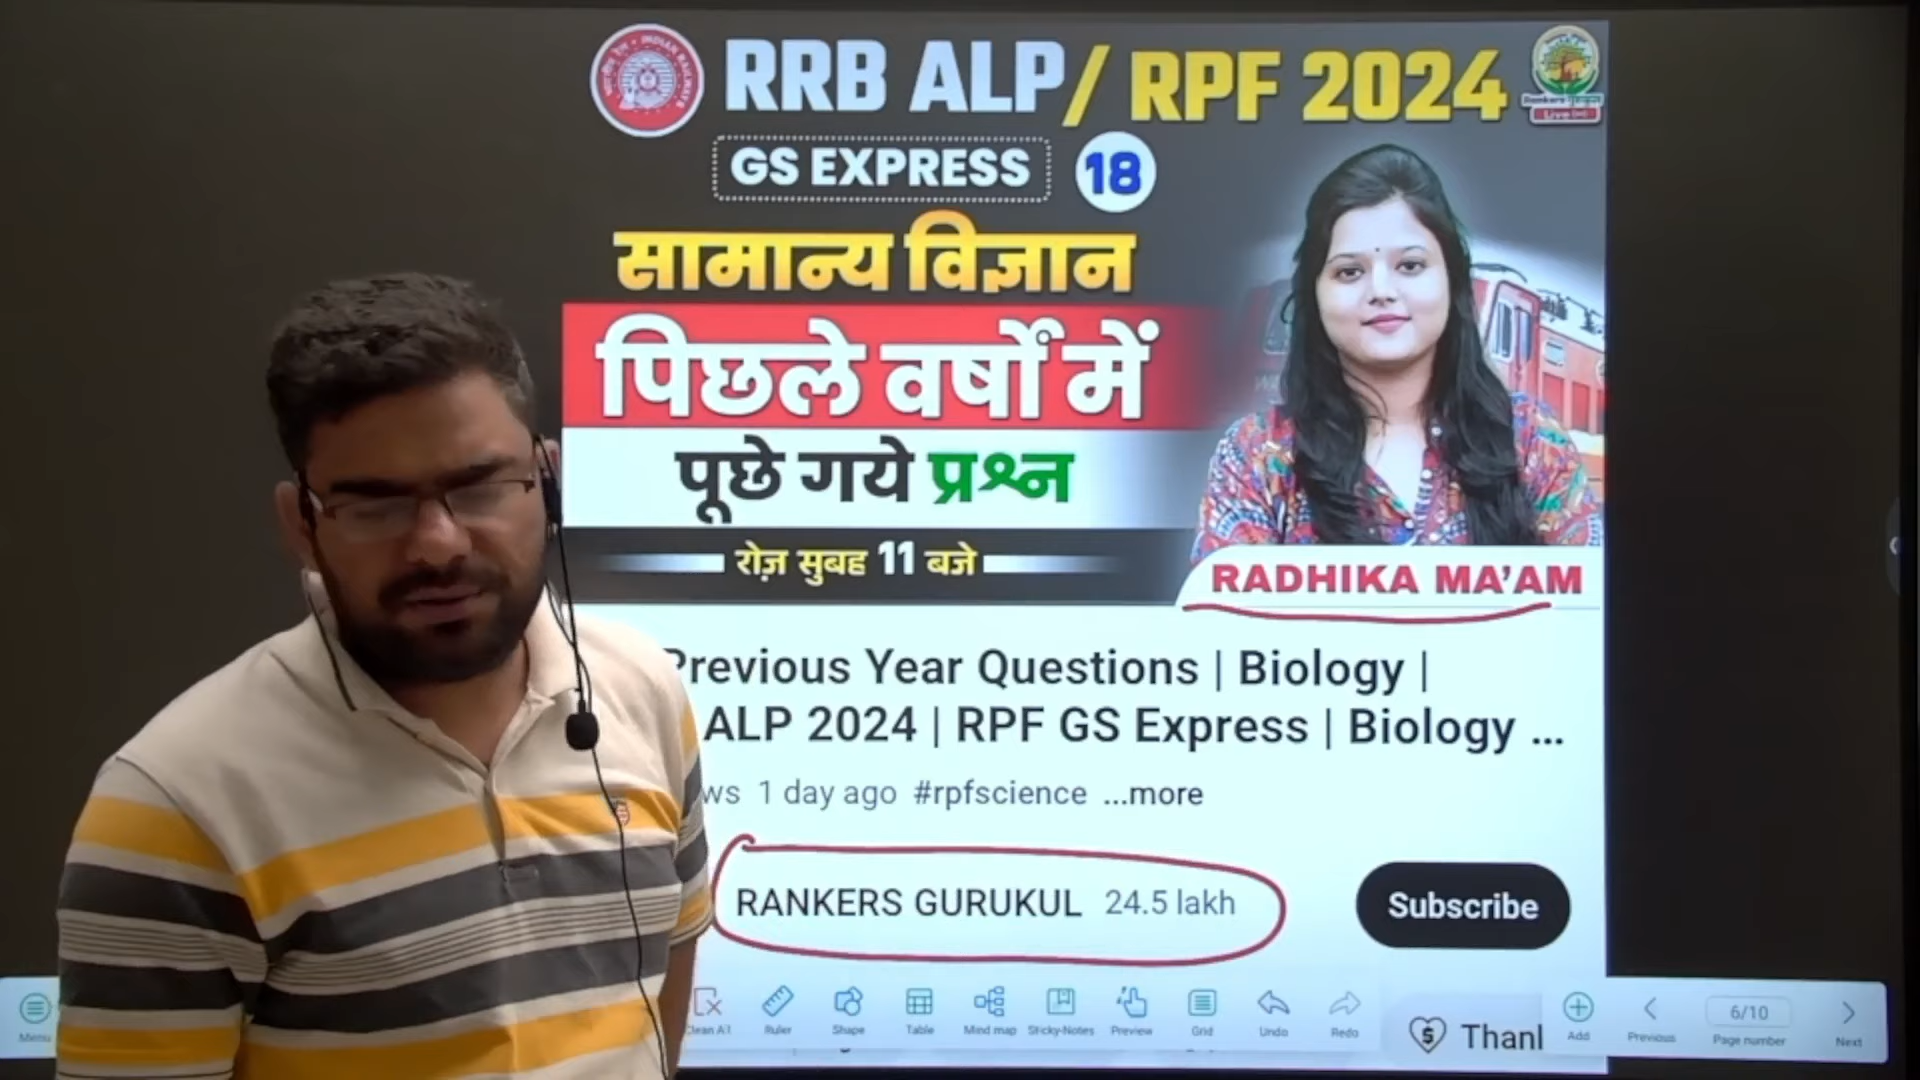 RRB ALP / RPF 2024
GS EXPRESS 18
सामान्य विज्ञान
पिछले वर्षों में
पूछे गये प्रश्न
रोज़ सुबह 11 बजे
RADHIKA MA'AM
Previous Year Questions | Biology |
ALP 2024 | RPF GS Express | Biology ...
ws 1 day ago #rpfscience ...more
RANKERS GURUKUL 24.5 lakh
Subscribe
Menu
Clean All
Ruler
Shape
Table
Mind map
Sticky-Notes
Preview
Grid
Undo
Redo
Thanl
Add
Previous
6/10
Page number
Next